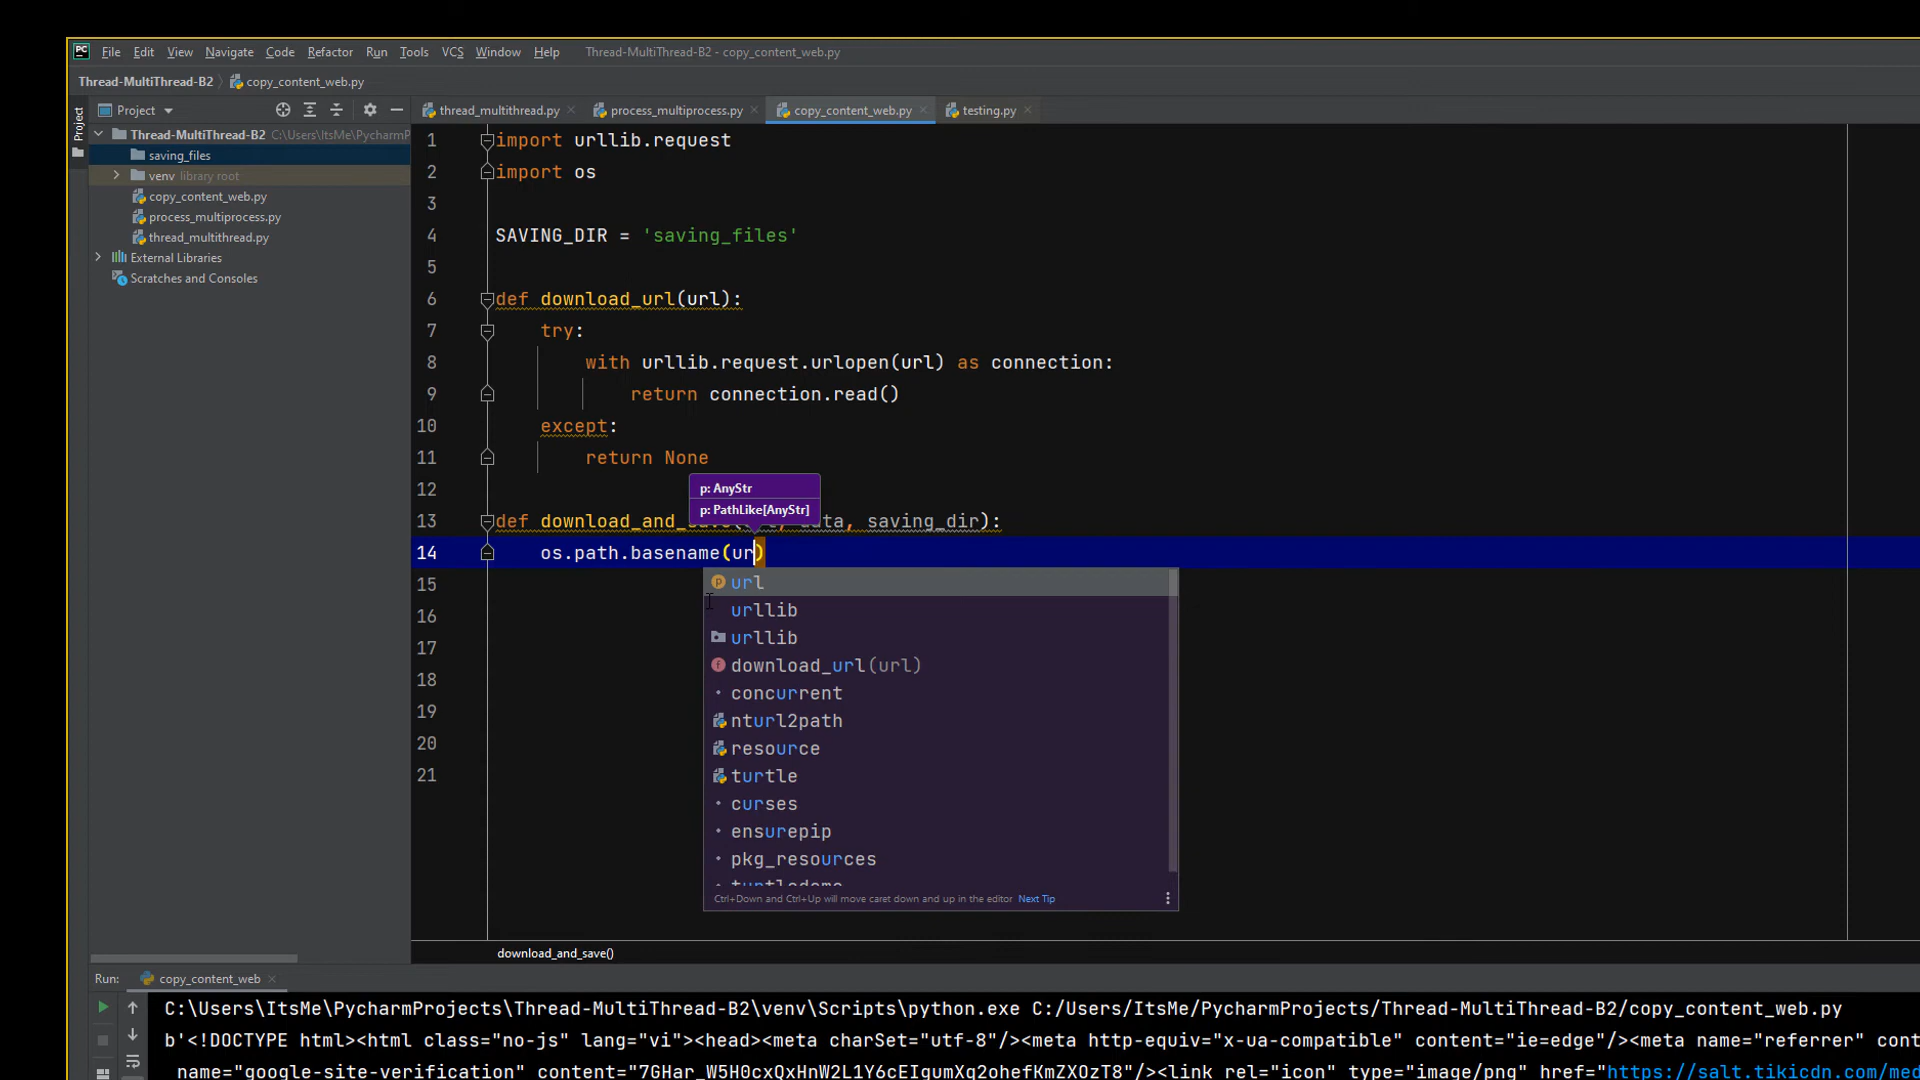 PC File Edit View Navigate Code Refactor Run Tools VCS Window Help Thread-MultiThread-B2 - copy_content_web.py
Thread-MultiThread-B2 copy_content_web.py
Project
Project
thread_multithread.py process_multiprocess.py copy_content_web.py testing.py
Thread-MultiThread-B2 C:\Users\ItsMe\PycharmP
saving_files
venv library root
copy_content_web.py
process_multiprocess.py
thread_multithread.py
External Libraries
Scratches and Consoles
1 import urllib.request
2 import os
3
4 SAVING_DIR = 'saving_files'
5
6 def download_url(url):
7 try:
8 with urllib.request.urlopen(url) as connection:
9 return connection.read()
10 except:
11 return None
12
p: AnyStr
p: PathLike[AnyStr]
13 def download_and_save(url, data, saving_dir):
14 os.path.basename(ur)
15
16
17
18
19
20
21
url
urllib
urllib
download_url(url)
concurrent
nturl2path
resource
turtle
curses
ensurepip
pkg_resources
turtledemo
Ctrl+Down and Ctrl+Up will move caret down and up in the editor Next Tip
download_and_save()
Run: copy_content_web
C:\Users\ItsMe\PycharmProjects\Thread-MultiThread-B2\venv\Scripts\python.exe C:/Users/ItsMe/PycharmProjects/Thread-MultiThread-B2/copy_content_web.py
b'<!DOCTYPE html><html class="no-js" lang="vi"><head><meta charSet="utf-8"/><meta http-equiv="x-ua-compatible" content="ie=edge"/><meta name="referrer" cont
name="google-site-verification" content="7GHar_W5H0cxQxHnW2L1Y6cEIgumXq2ohefKmZXOzT8"/><link rel="icon" type="image/png" href="https://salt.tikicdn.com/med